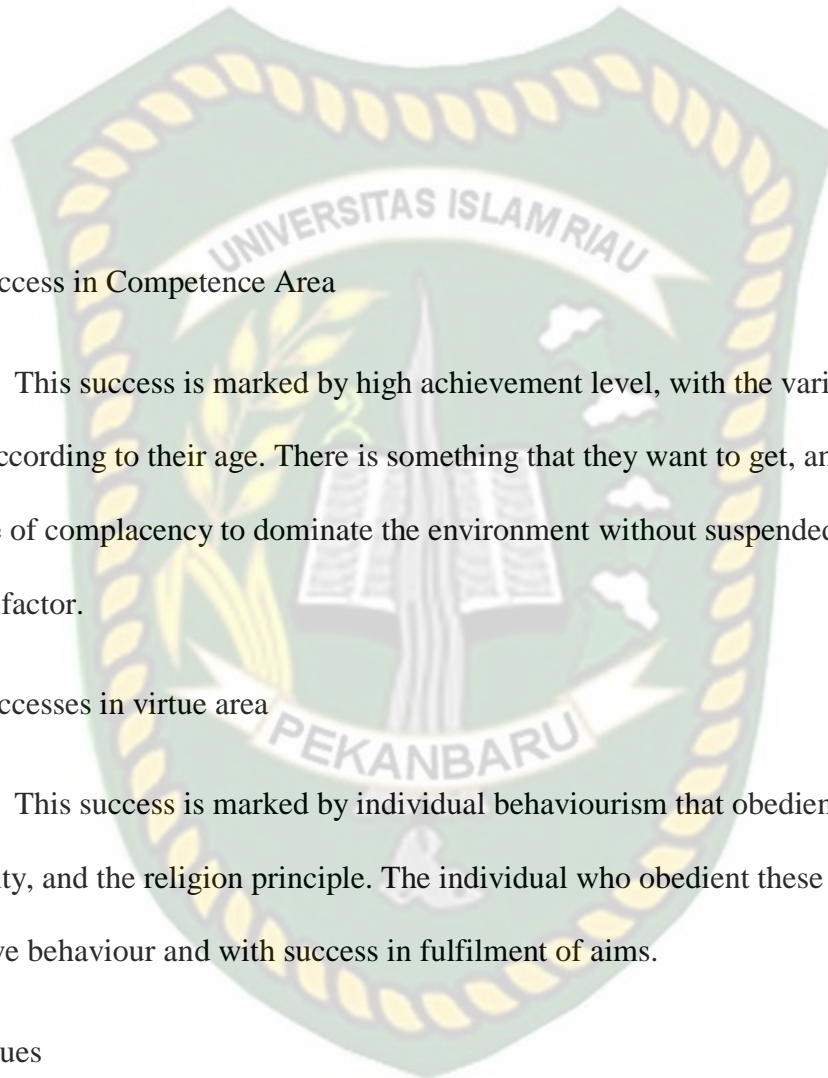 UNIVERSITAS ISLAM RIAU
ccess in Competence Area
This success is marked by high achievement level, with the vari
ccording to their age. There is something that they want to get, an
e of complacency to dominate the environment without suspended
factor.
ccesses in virtue area
PEKANBARU
This success is marked by individual behaviourism that obedien
ity, and the religion principle. The individual who obedient these
ve behaviour and with success in fulfilment of aims.
ues